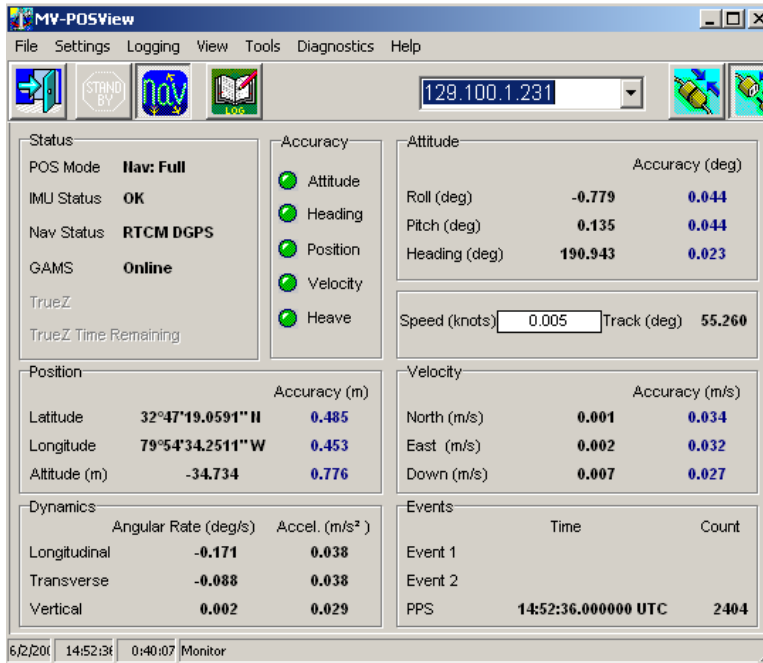 MV-POSView
File Settings Logging View Tools Diagnostics Help
STAND BY nav LOG 129.100.1.231
Status
POS Mode Nav: Full
IMU Status OK
Nav Status RTCM DGPS
GAMS Online
TrueZ
TrueZ Time Remaining
Accuracy
Attitude
Heading
Position
Velocity
Heave
Attitude
Accuracy (deg)
Roll (deg) -0.779 0.044
Pitch (deg) 0.135 0.044
Heading (deg) 190.943 0.023
Speed (knots) 0.005 Track (deg) 55.260
Position
Accuracy (m)
Latitude 32°47'19.0591" N 0.485
Longitude 79°54'34.2511" W 0.453
Altitude (m) -34.734 0.776
Velocity
Accuracy (m/s)
North (m/s) 0.001 0.034
East (m/s) 0.002 0.032
Down (m/s) 0.007 0.027
Dynamics
Angular Rate (deg/s) Accel. (m/s²)
Longitudinal -0.171 0.038
Transverse -0.088 0.038
Vertical 0.002 0.029
Events
Time Count
Event 1
Event 2
PPS 14:52:36.000000 UTC 2404
6/2/200 14:52:36 0:40:07 Monitor